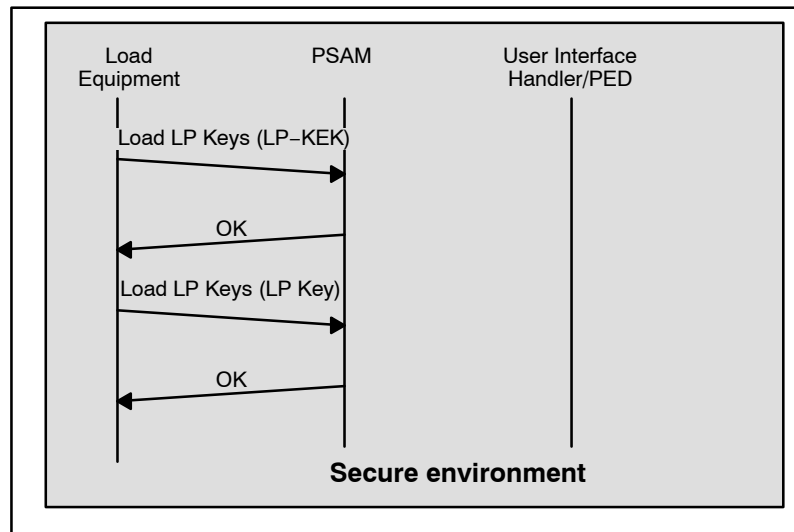 Load
Equipment
PSAM
User Interface
Handler/PED
Load LP Keys (LP−KEK)
OK
Load LP Keys (LP Key)
OK
Secure environment